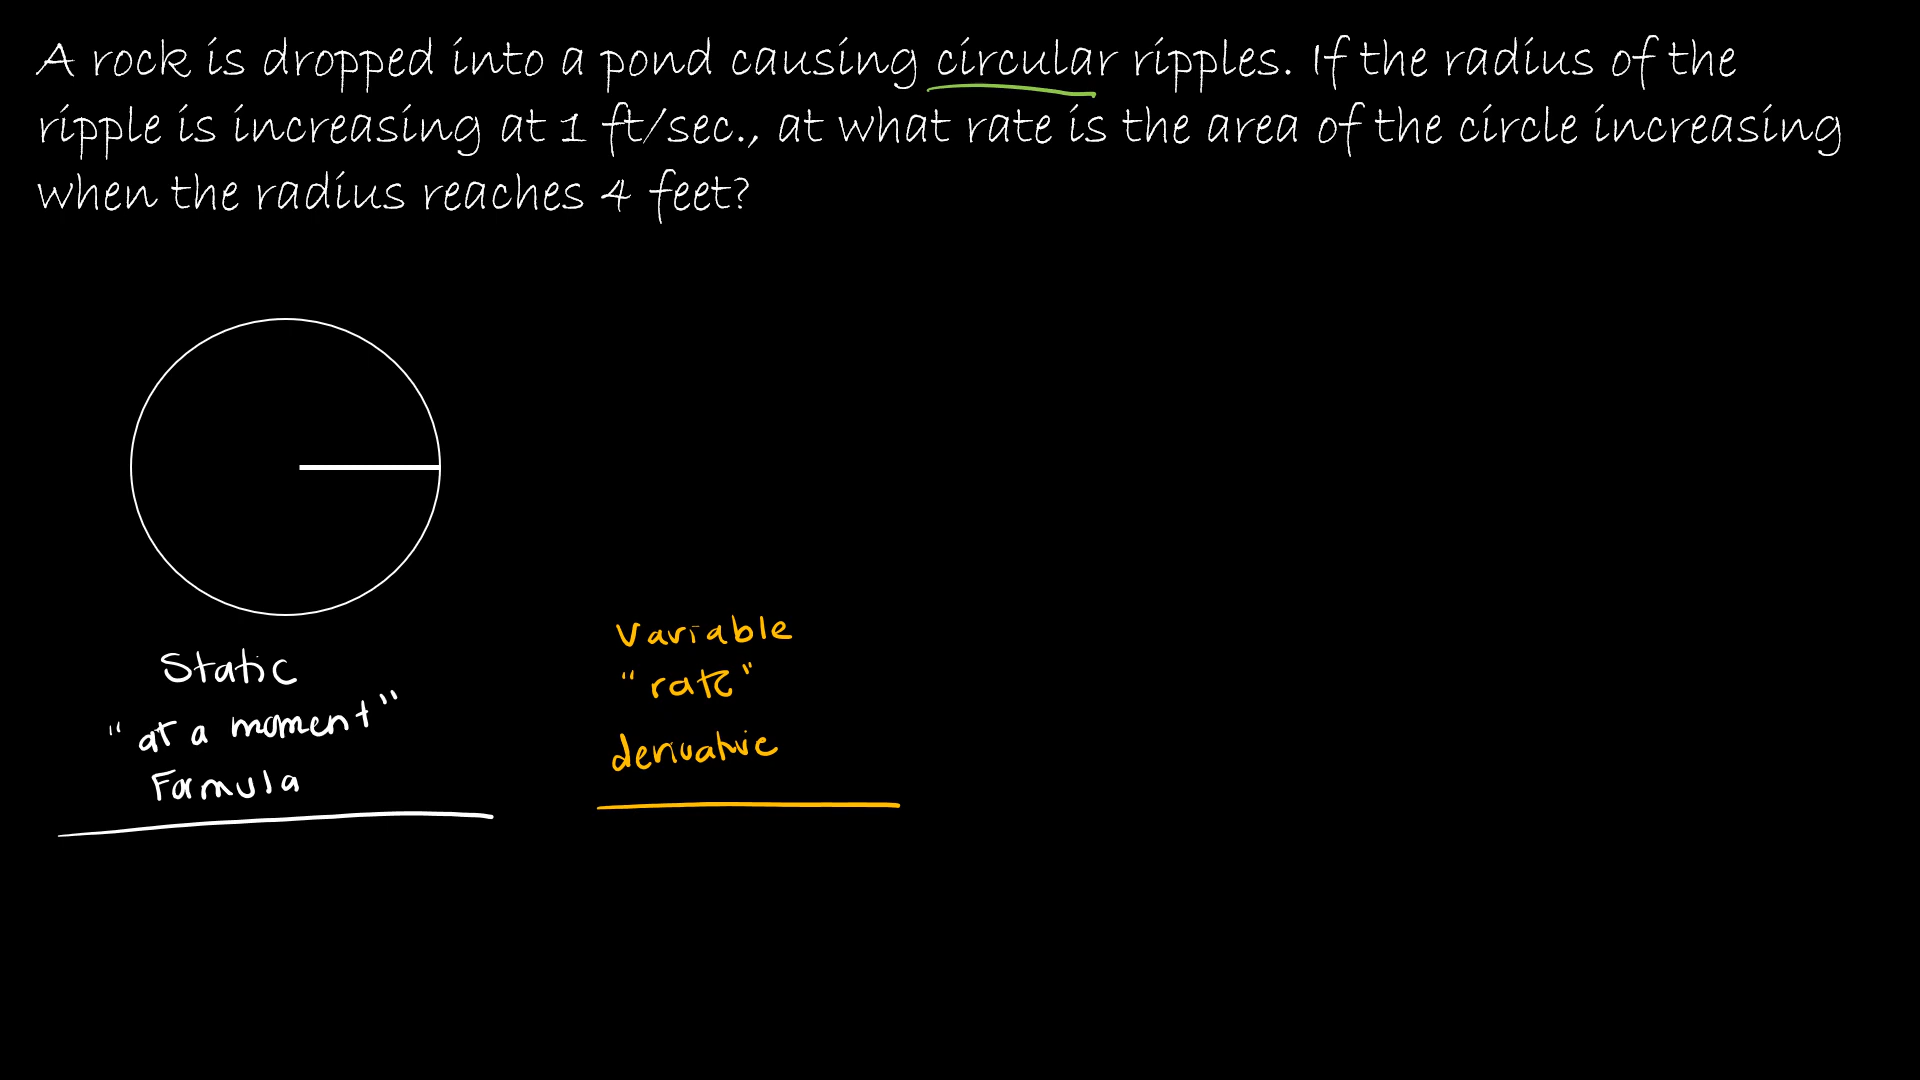 A rock is dropped into a pond causing circular ripples. If the radius of the
ripple is increasing at 1 ft/sec., at what rate is the area of the circle increasing
when the radius reaches 4 feet?
Static
"at a moment"
Formula
Variable
"rate"
derivative